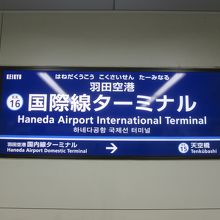 KEIKYU
はねだくうこう こくさいせん たーみなる
16
羽田空港
国際線ターミナル
Haneda Airport International Terminal
하네다공항 국제선 터미널
羽田空港国内線ターミナル
Haneda Airport Domestic Terminal
天空橋
Tenkūbashi